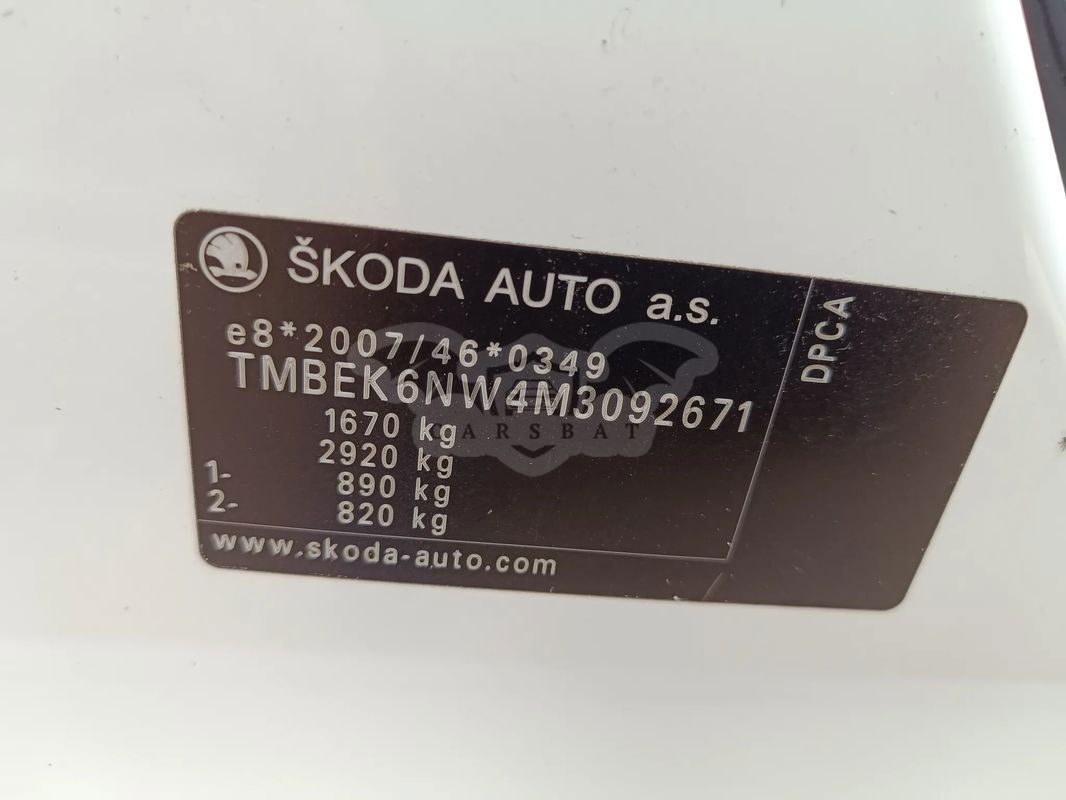 ŠKODA AUTO a.s.
e8*2007/46*0349
TMBEK6NW4M3092671
1670 kg
2920 kg
1- 890 kg
2- 820 kg
www.skoda-auto.com
DPCA
CARSBAT